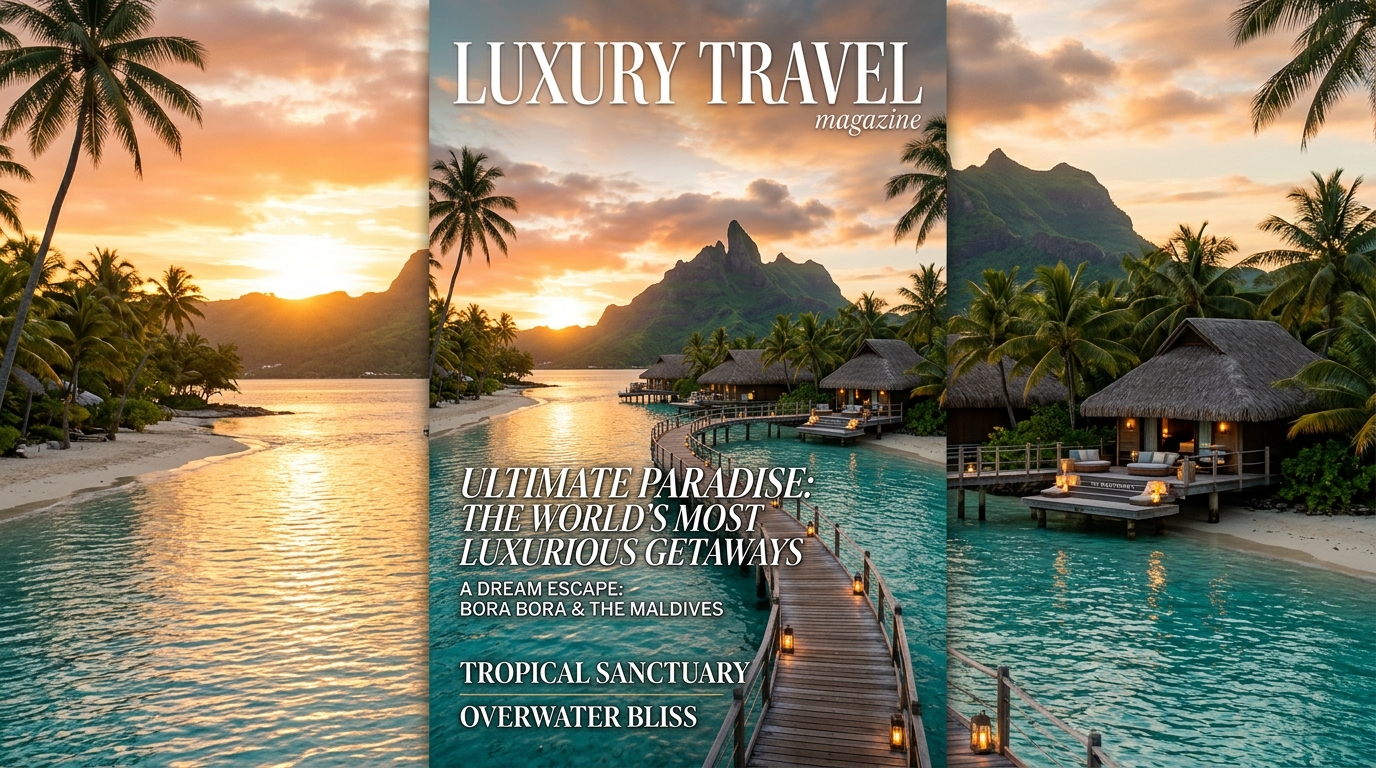 LUXURY TRAVEL
magazine
ULTIMATE PARADISE:
THE WORLD'S MOST
LUXURIOUS GETAWAYS
A DREAM ESCAPE:
BORA BORA & THE MALDIVES
TROPICAL SANCTUARY
OVERWATER BLISS